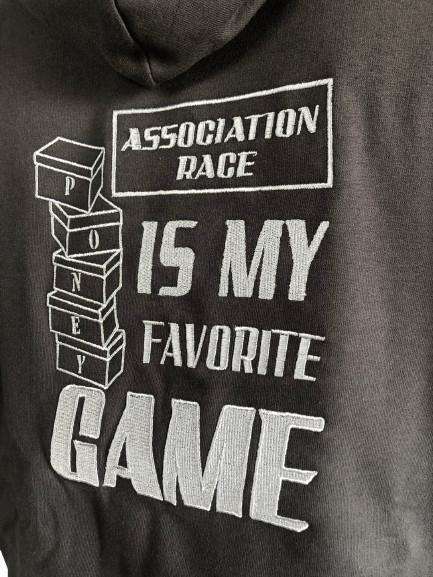 ASSOCIATION
RACE
P
O
N
E
Y
IS MY
FAVORITE
GAME